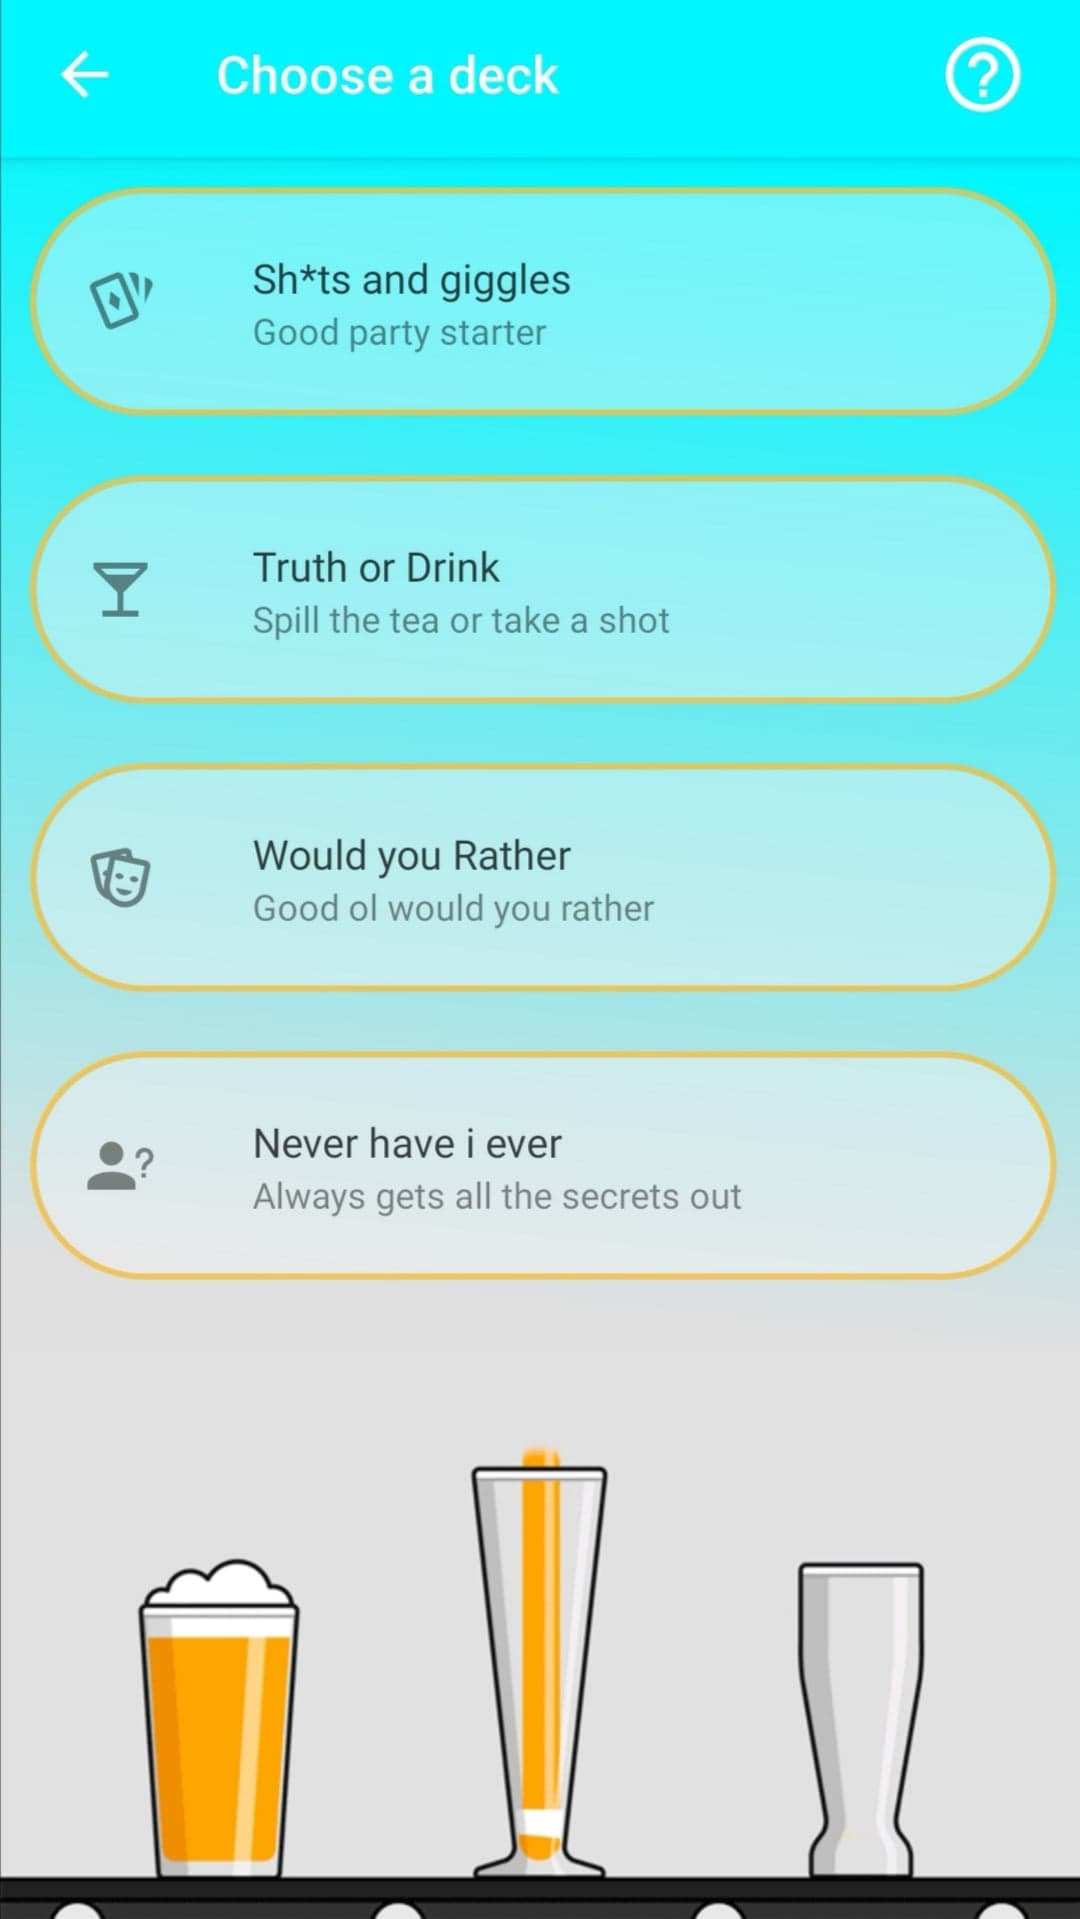 Choose a deck
Sh*ts and giggles
Good party starter
Truth or Drink
Spill the tea or take a shot
Would you Rather
Good ol would you rather
Never have i ever
Always gets all the secrets out